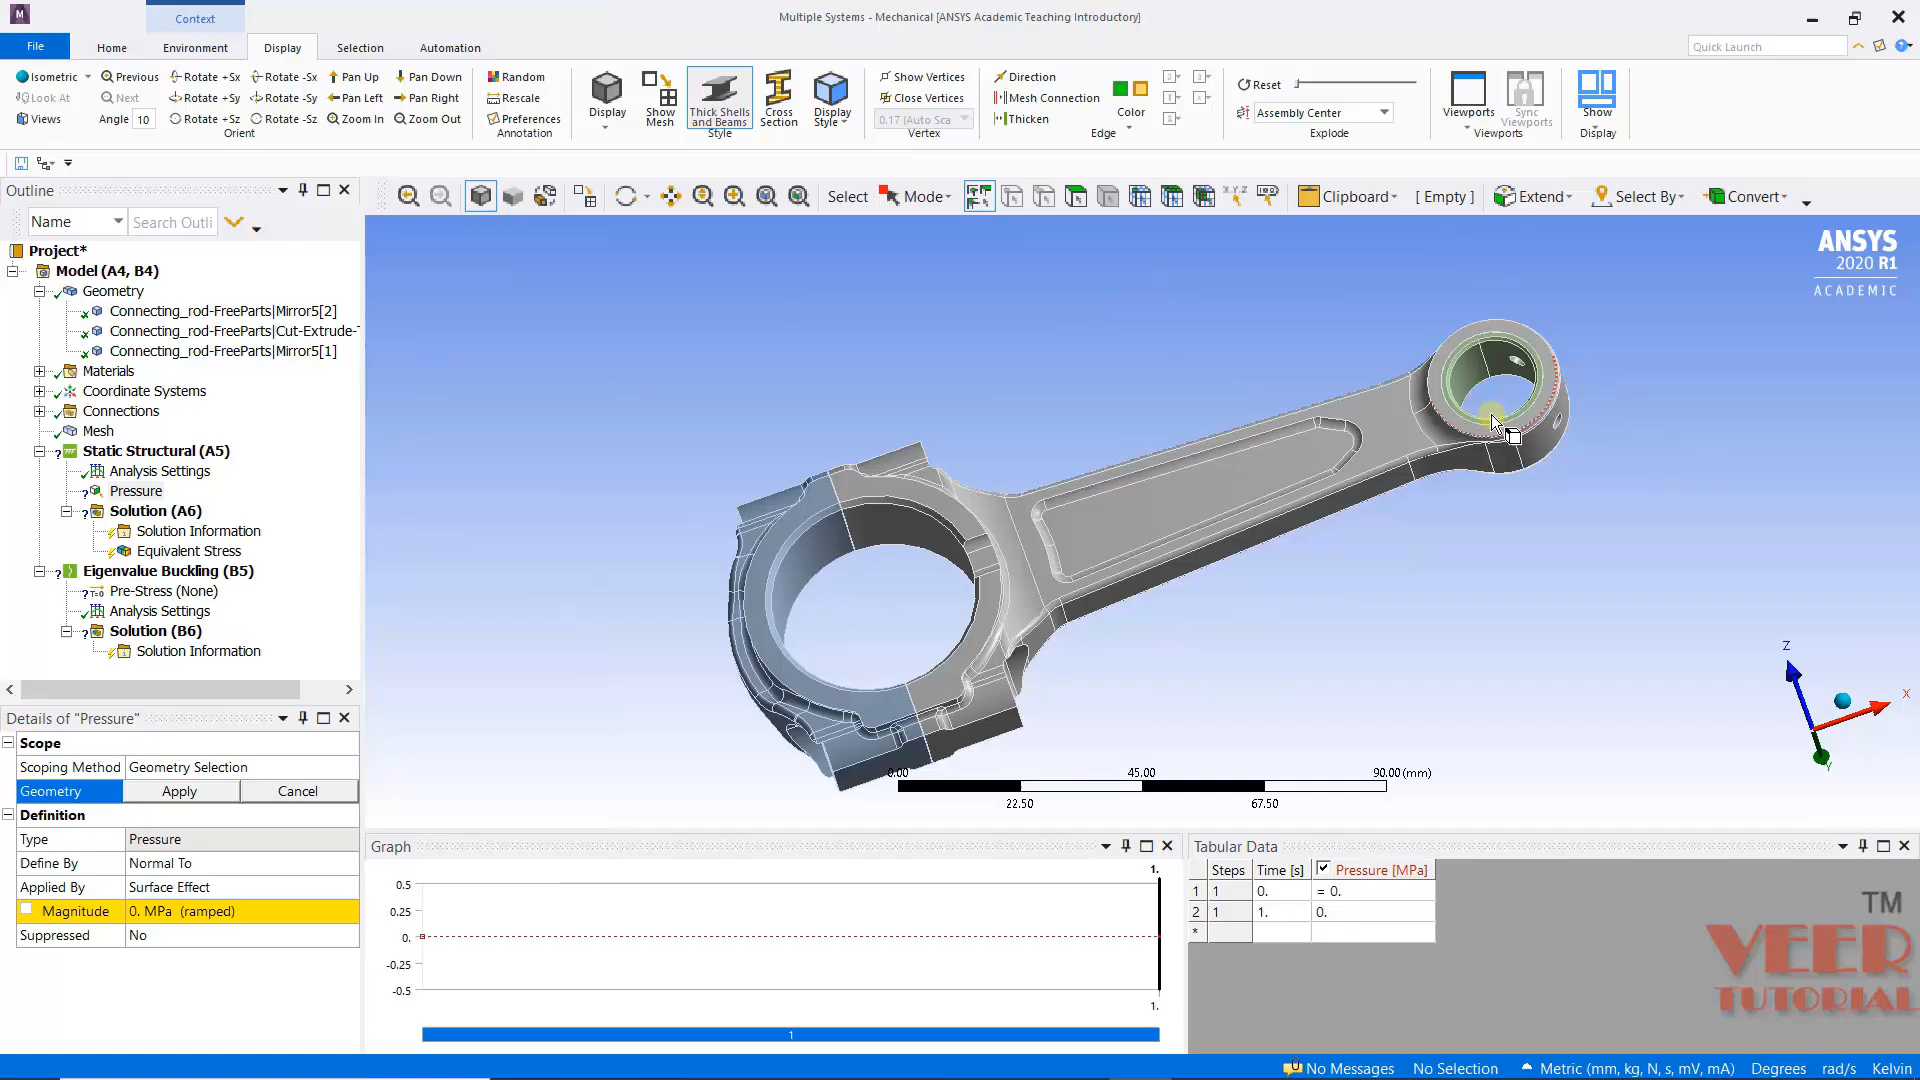 M
Context
Multiple Systems - Mechanical [ANSYS Academic Teaching Introductory]
File
Home
Environment
Display
Selection
Automation
Quick Launch
Isometric
Previous
Rotate +Sx
Rotate -Sx
Pan Up
Pan Down
Random
Look At
Next
Rotate +Sy
Rotate -Sy
Pan Left
Pan Right
Rescale
Views
Angle 10
Rotate +Sz
Rotate -Sz
Zoom In
Zoom Out
Preferences
Orient
Annotation
Display
Show
Mesh
Thick Shells
and Beams
Cross
Section
Display
Style
Style
Show Vertices
Close Vertices
0.17 (Auto Sca
Vertex
Direction
Mesh Connection
Thicken
Color
Edge
Reset
Assembly Center
Explode
Viewports
Sync
Viewports
Viewports
Show
Display
Outline
Select
Mode
Clipboard
[ Empty ]
Extend
Select By
Convert
Name
Search Outli
Project*
Model (A4, B4)
Geometry
Connecting_rod-FreeParts|Mirror5[2]
Connecting_rod-FreeParts|Cut-Extrude-
Connecting_rod-FreeParts|Mirror5[1]
Materials
Coordinate Systems
Connections
Mesh
Static Structural (A5)
Analysis Settings
Pressure
Solution (A6)
Solution Information
Equivalent Stress
Eigenvalue Buckling (B5)
Pre-Stress (None)
Analysis Settings
Solution (B6)
Solution Information
ANSYS
2020 R1
ACADEMIC
Z
X
Y
0.00
45.00
90.00 (mm)
22.50
67.50
Details of "Pressure"
Scope
Scoping Method
Geometry Selection
Geometry
Apply
Cancel
Definition
Type
Pressure
Define By
Normal To
Applied By
Surface Effect
Magnitude
0. MPa (ramped)
Suppressed
No
Graph
1.
0.5
0.25
0.
-0.25
-0.5
1.
1
Tabular Data
Steps
Time [s]
Pressure [MPa]
1
1
0.
= 0.
2
1
1.
0.
*
TM
VEER
TUTORIAL
No Messages
No Selection
Metric (mm, kg, N, s, mV, mA)
Degrees
rad/s
Kelvin